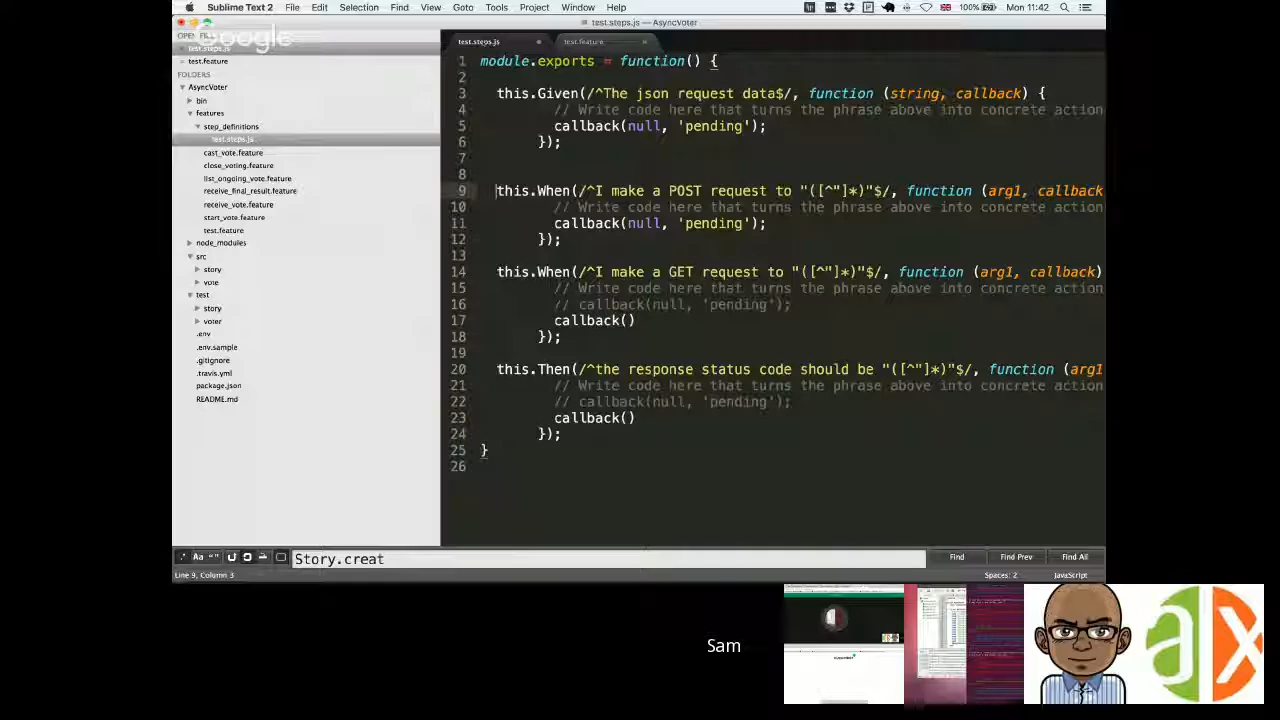 Sublime Text 2 File Edit Selection Find View Goto Tools Project Window Help 100% Mon 11:42
test.steps.js — AsyncVoter
Google
test.steps.js
test.feature
test.steps.js
test.feature
FOLDERS
AsyncVoter
bin
features
step_definitions
test.steps.js
cast_vote.feature
close_voting.feature
list_ongoing_vote.feature
receive_final_result.feature
receive_vote.feature
start_vote.feature
test.feature
node_modules
src
story
vote
test
story
voter
.env
.env.sample
.gitignore
.travis.yml
package.json
README.md
1 module.exports = function() {
2
3 this.Given(/^The json request data$/, function (string, callback) {
4 // Write code here that turns the phrase above into concrete action
5 callback(null, 'pending');
6 });
7
8
9 this.When(/^I make a POST request to "([^"]*)"$/, function (arg1, callback
10 // Write code here that turns the phrase above into concrete action
11 callback(null, 'pending');
12 });
13
14 this.When(/^I make a GET request to "([^"]*)"$/, function (arg1, callback)
15 // Write code here that turns the phrase above into concrete action
16 // callback(null, 'pending');
17 callback()
18 });
19
20 this.Then(/^the response status code should be "([^"]*)"$/, function (arg1
21 // Write code here that turns the phrase above into concrete action
22 // callback(null, 'pending');
23 callback()
24 });
25 }
26
Aa
Story.creat
Find Find Prev Find All
Line 9, Column 3
Spaces: 2 JavaScript
Sam
ax